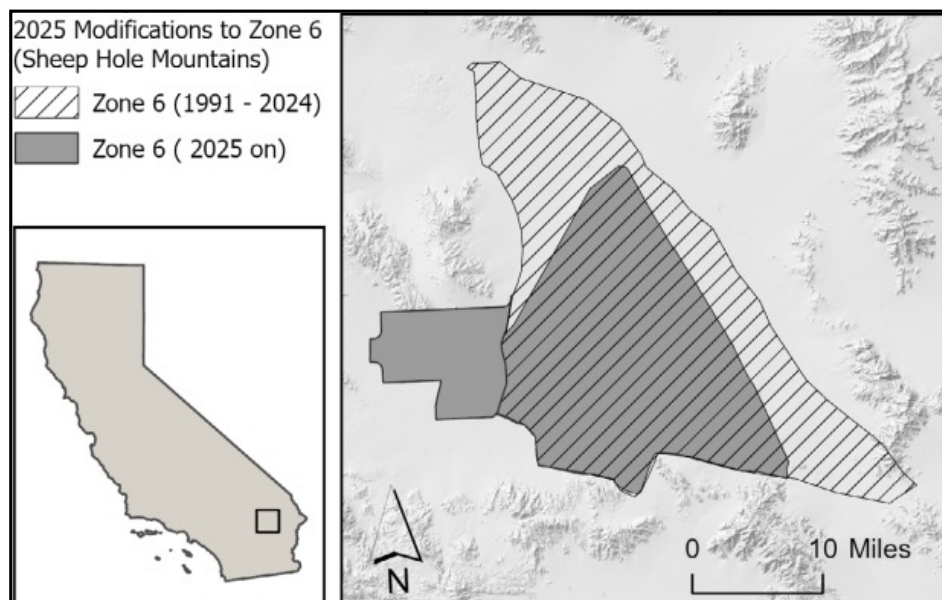 2025 Modifications to Zone 6
(Sheep Hole Mountains)
Zone 6 (1991 - 2024)
Zone 6 ( 2025 on)
N
0 10 Miles